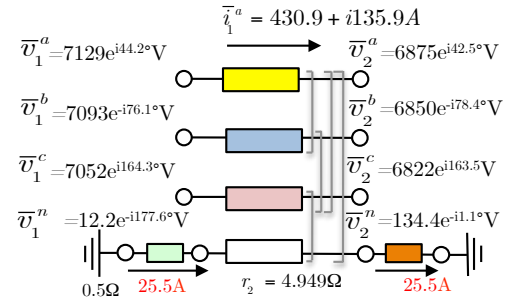 i̅₁ᵃ = 430.9 + i135.9A
v̅₁ᵃ=7129e^{i44.2°}V
v̅₂ᵃ=6875e^{i42.5°}V
v̅₁ᵇ=7093e^{-i76.1°}V
v̅₂ᵇ=6850e^{-i78.4°}V
v̅₁ᶜ=7052e^{i164.3°}V
v̅₂ᶜ=6822e^{i163.5}V
v̅₁ⁿ =12.2e^{-i177.6°}V
v̅₂ⁿ=134.4e^{-i1.1°}V
0.5Ω
25.5A
r₂ = 4.949Ω
25.5A